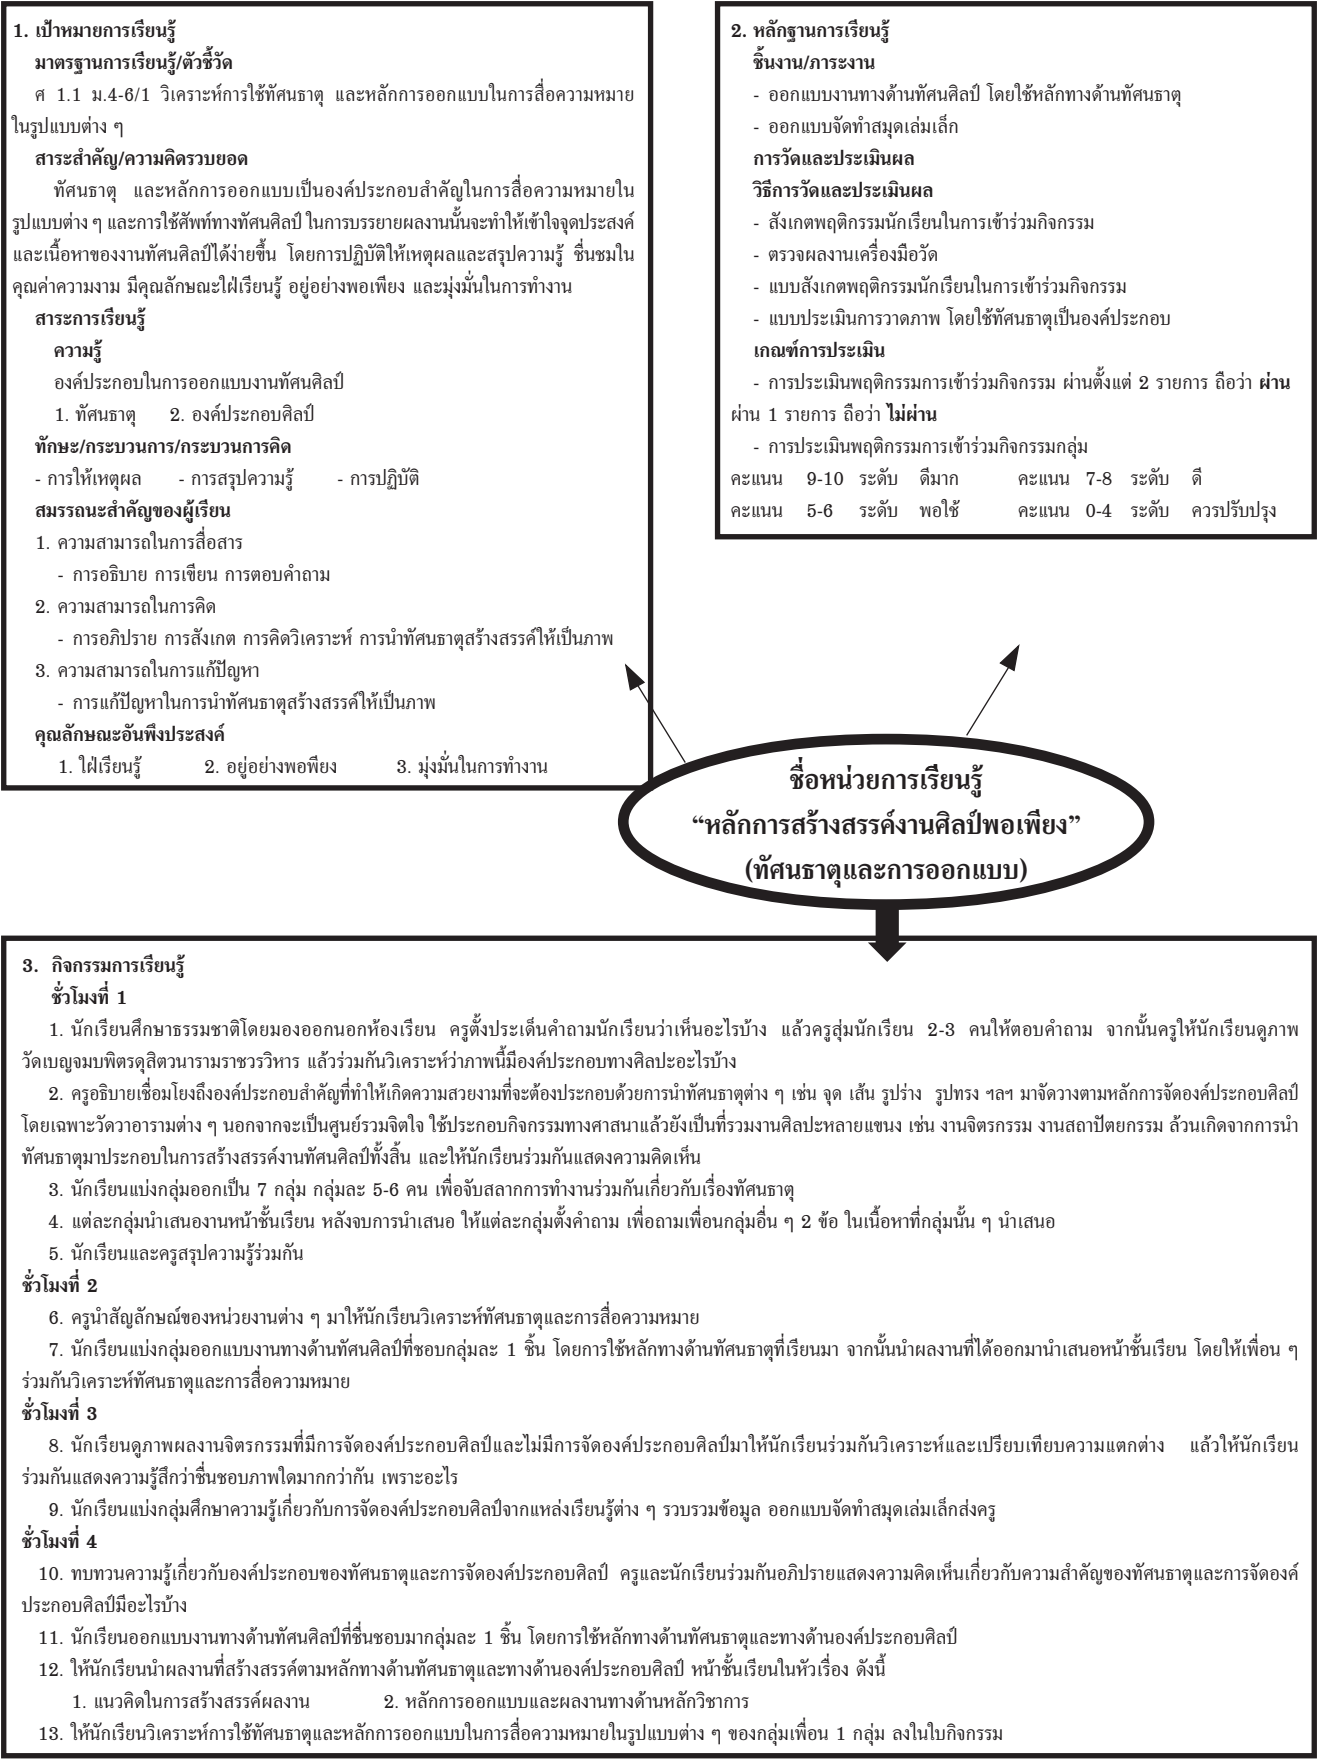 1. เป้าหมายการเรียนรู้
มาตรฐานการเรียนรู้/ตัวชี้วัด
ศ 1.1 ม.4-6/1 วิเคราะห์การใช้ทัศนธาตุ และหลักการออกแบบในการสื่อความหมาย
ในรูปแบบต่าง ๆ
สาระสำคัญ/ความคิดรวบยอด
ทัศนธาตุ และหลักการออกแบบเป็นองค์ประกอบสำคัญในการสื่อความหมายใน
รูปแบบต่าง ๆ และการใช้ศัพท์ทางทัศนศิลป์ ในการบรรยายผลงานนั้นจะทำให้เข้าใจจุดประสงค์
และเนื้อหาของงานทัศนศิลป์ได้ง่ายขึ้น โดยการปฏิบัติให้เหตุผลและสรุปความรู้ ชื่นชมใน
คุณค่าความงาม มีคุณลักษณะใฝ่เรียนรู้ อยู่อย่างพอเพียง และมุ่งมั่นในการทำงาน
สาระการเรียนรู้
ความรู้
องค์ประกอบในการออกแบบงานทัศนศิลป์
1. ทัศนธาตุ 2. องค์ประกอบศิลป์
ทักษะ/กระบวนการ/กระบวนการคิด
- การให้เหตุผล - การสรุปความรู้ - การปฏิบัติ
สมรรถนะสำคัญของผู้เรียน
1. ความสามารถในการสื่อสาร
- การอธิบาย การเขียน การตอบคำถาม
2. ความสามารถในการคิด
- การอภิปราย การสังเกต การคิดวิเคราะห์ การนำทัศนธาตุสร้างสรรค์ให้เป็นภาพ
3. ความสามารถในการแก้ปัญหา
- การแก้ปัญหาในการนำทัศนธาตุสร้างสรรค์ให้เป็นภาพ
คุณลักษณะอันพึงประสงค์
1. ใฝ่เรียนรู้ 2. อยู่อย่างพอพียง 3. มุ่งมั่นในการทำงาน
2. หลักฐานการเรียนรู้
ชิ้นงาน/ภาระงาน
- ออกแบบงานทางด้านทัศนศิลป์ โดยใช้หลักทางด้านทัศนธาตุ
- ออกแบบจัดทำสมุดเล่มเล็ก
การวัดและประเมินผล
วิธีการวัดและประเมินผล
- สังเกตพฤติกรรมนักเรียนในการเข้าร่วมกิจกรรม
- ตรวจผลงานเครื่องมือวัด
- แบบสังเกตพฤติกรรมนักเรียนในการเข้าร่วมกิจกรรม
- แบบประเมินการวาดภาพ โดยใช้ทัศนธาตุเป็นองค์ประกอบ
เกณฑ์การประเมิน
- การประเมินพฤติกรรมการเข้าร่วมกิจกรรม ผ่านตั้งแต่ 2 รายการ ถือว่า ผ่าน
ผ่าน 1 รายการ ถือว่า ไม่ผ่าน
- การประเมินพฤติกรรมการเข้าร่วมกิจกรรมกลุ่ม
คะแนน 9-10 ระดับ ดีมาก คะแนน 7-8 ระดับ ดี
คะแนน 5-6 ระดับ พอใช้ คะแนน 0-4 ระดับ ควรปรับปรุง
ชื่อหน่วยการเรียนรู้
“หลักการสร้างสรรค์งานศิลป์พอเพียง”
(ทัศนธาตุและการออกแบบ)
3. กิจกรรมการเรียนรู้
ชั่วโมงที่ 1
1. นักเรียนศึกษาธรรมชาติโดยมองออกนอกห้องเรียน ครูตั้งประเด็นคำถามนักเรียนว่าเห็นอะไรบ้าง แล้วครูสุ่มนักเรียน 2-3 คนให้ตอบคำถาม จากนั้นครูให้นักเรียนดูภาพ
วัดเบญจมบพิตรดุสิตวนารามราชวรวิหาร แล้วร่วมกันวิเคราะห์ว่าภาพนี้มีองค์ประกอบทางศิลปะอะไรบ้าง
2. ครูอธิบายเชื่อมโยงถึงองค์ประกอบสำคัญที่ทำให้เกิดความสวยงามที่จะต้องประกอบด้วยการนำทัศนธาตุต่าง ๆ เช่น จุด เส้น รูปร่าง รูปทรง ฯลฯ มาจัดวางตามหลักการจัดองค์ประกอบศิลป์
โดยเฉพาะวัดวาอารามต่าง ๆ นอกจากจะเป็นศูนย์รวมจิตใจ ใช้ประกอบกิจกรรมทางศาสนาแล้วยังเป็นที่รวมงานศิลปะหลายแขนง เช่น งานจิตรกรรม งานสถาปัตยกรรม ล้วนเกิดจากการนำ
ทัศนธาตุมาประกอบในการสร้างสรรค์งานทัศนศิลป์ทั้งสิ้น และให้นักเรียนร่วมกันแสดงความคิดเห็น
3. นักเรียนแบ่งกลุ่มออกเป็น 7 กลุ่ม กลุ่มละ 5-6 คน เพื่อจับสลากการทำงานร่วมกันเกี่ยวกับเรื่องทัศนธาตุ
4. แต่ละกลุ่มนำเสนองานหน้าชั้นเรียน หลังจบการนำเสนอ ให้แต่ละกลุ่มตั้งคำถาม เพื่อถามเพื่อนกลุ่มอื่น ๆ 2 ข้อ ในเนื้อหาที่กลุ่มนั้น ๆ นำเสนอ
5. นักเรียนและครูสรุปความรู้ร่วมกัน
ชั่วโมงที่ 2
6. ครูนำสัญลักษณ์ของหน่วยงานต่าง ๆ มาให้นักเรียนวิเคราะห์ทัศนธาตุและการสื่อความหมาย
7. นักเรียนแบ่งกลุ่มออกแบบงานทางด้านทัศนศิลป์ที่ชอบกลุ่มละ 1 ชิ้น โดยการใช้หลักทางด้านทัศนธาตุที่เรียนมา จากนั้นนำผลงานที่ได้ออกมานำเสนอหน้าชั้นเรียน โดยให้เพื่อน ๆ
ร่วมกันวิเคราะห์ทัศนธาตุและการสื่อความหมาย
ชั่วโมงที่ 3
8. นักเรียนดูภาพผลงานจิตรกรรมที่มีการจัดองค์ประกอบศิลป์และไม่มีการจัดองค์ประกอบศิลป์มาให้นักเรียนร่วมกันวิเคราะห์และเปรียบเทียบความแตกต่าง แล้วให้นักเรียน
ร่วมกันแสดงความรู้สึกว่าชื่นชอบภาพใดมากกว่ากัน เพราะอะไร
9. นักเรียนแบ่งกลุ่มศึกษาความรู้เกี่ยวกับการจัดองค์ประกอบศิลป์จากแหล่งเรียนรู้ต่าง ๆ รวบรวมข้อมูล ออกแบบจัดทำสมุดเล่มเล็กส่งครู
ชั่วโมงที่ 4
10. ทบทวนความรู้เกี่ยวกับองค์ประกอบของทัศนธาตุและการจัดองค์ประกอบศิลป์ ครูและนักเรียนร่วมกันอภิปรายแสดงความคิดเห็นเกี่ยวกับความสำคัญของทัศนธาตุและการจัดองค์
ประกอบศิลป์มีอะไรบ้าง
11. นักเรียนออกแบบงานทางด้านทัศนศิลป์ที่ชื่นชอบมากลุ่มละ 1 ชิ้น โดยการใช้หลักทางด้านทัศนธาตุและทางด้านองค์ประกอบศิลป์
12. ให้นักเรียนนำผลงานที่สร้างสรรค์ตามหลักทางด้านทัศนธาตุและทางด้านองค์ประกอบศิลป์ หน้าชั้นเรียนในหัวเรื่อง ดังนี้
1. แนวคิดในการสร้างสรรค์ผลงาน 2. หลักการออกแบบและผลงานทางด้านหลักวิชาการ
13. ให้นักเรียนวิเคราะห์การใช้ทัศนธาตุและหลักการออกแบบในการสื่อความหมายในรูปแบบต่าง ๆ ของกลุ่มเพื่อน 1 กลุ่ม ลงในใบกิจกรรม